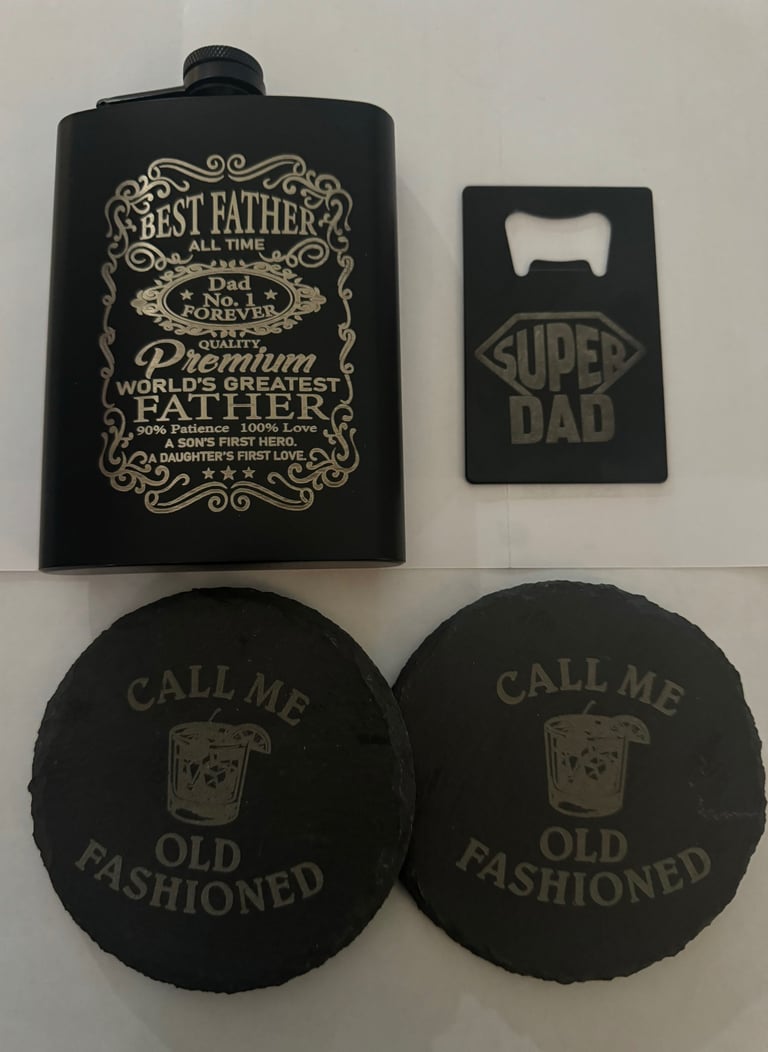 BEST FATHER
ALL TIME
Dad
No. 1
FOREVER
QUALITY
Premium
WORLD'S GREATEST
FATHER
90% Patience 100% Love
A SON'S FIRST HERO.
A DAUGHTER'S FIRST LOVE.
SUPER
DAD
CALL ME
OLD
FASHIONED
CALL ME
OLD
FASHIONED